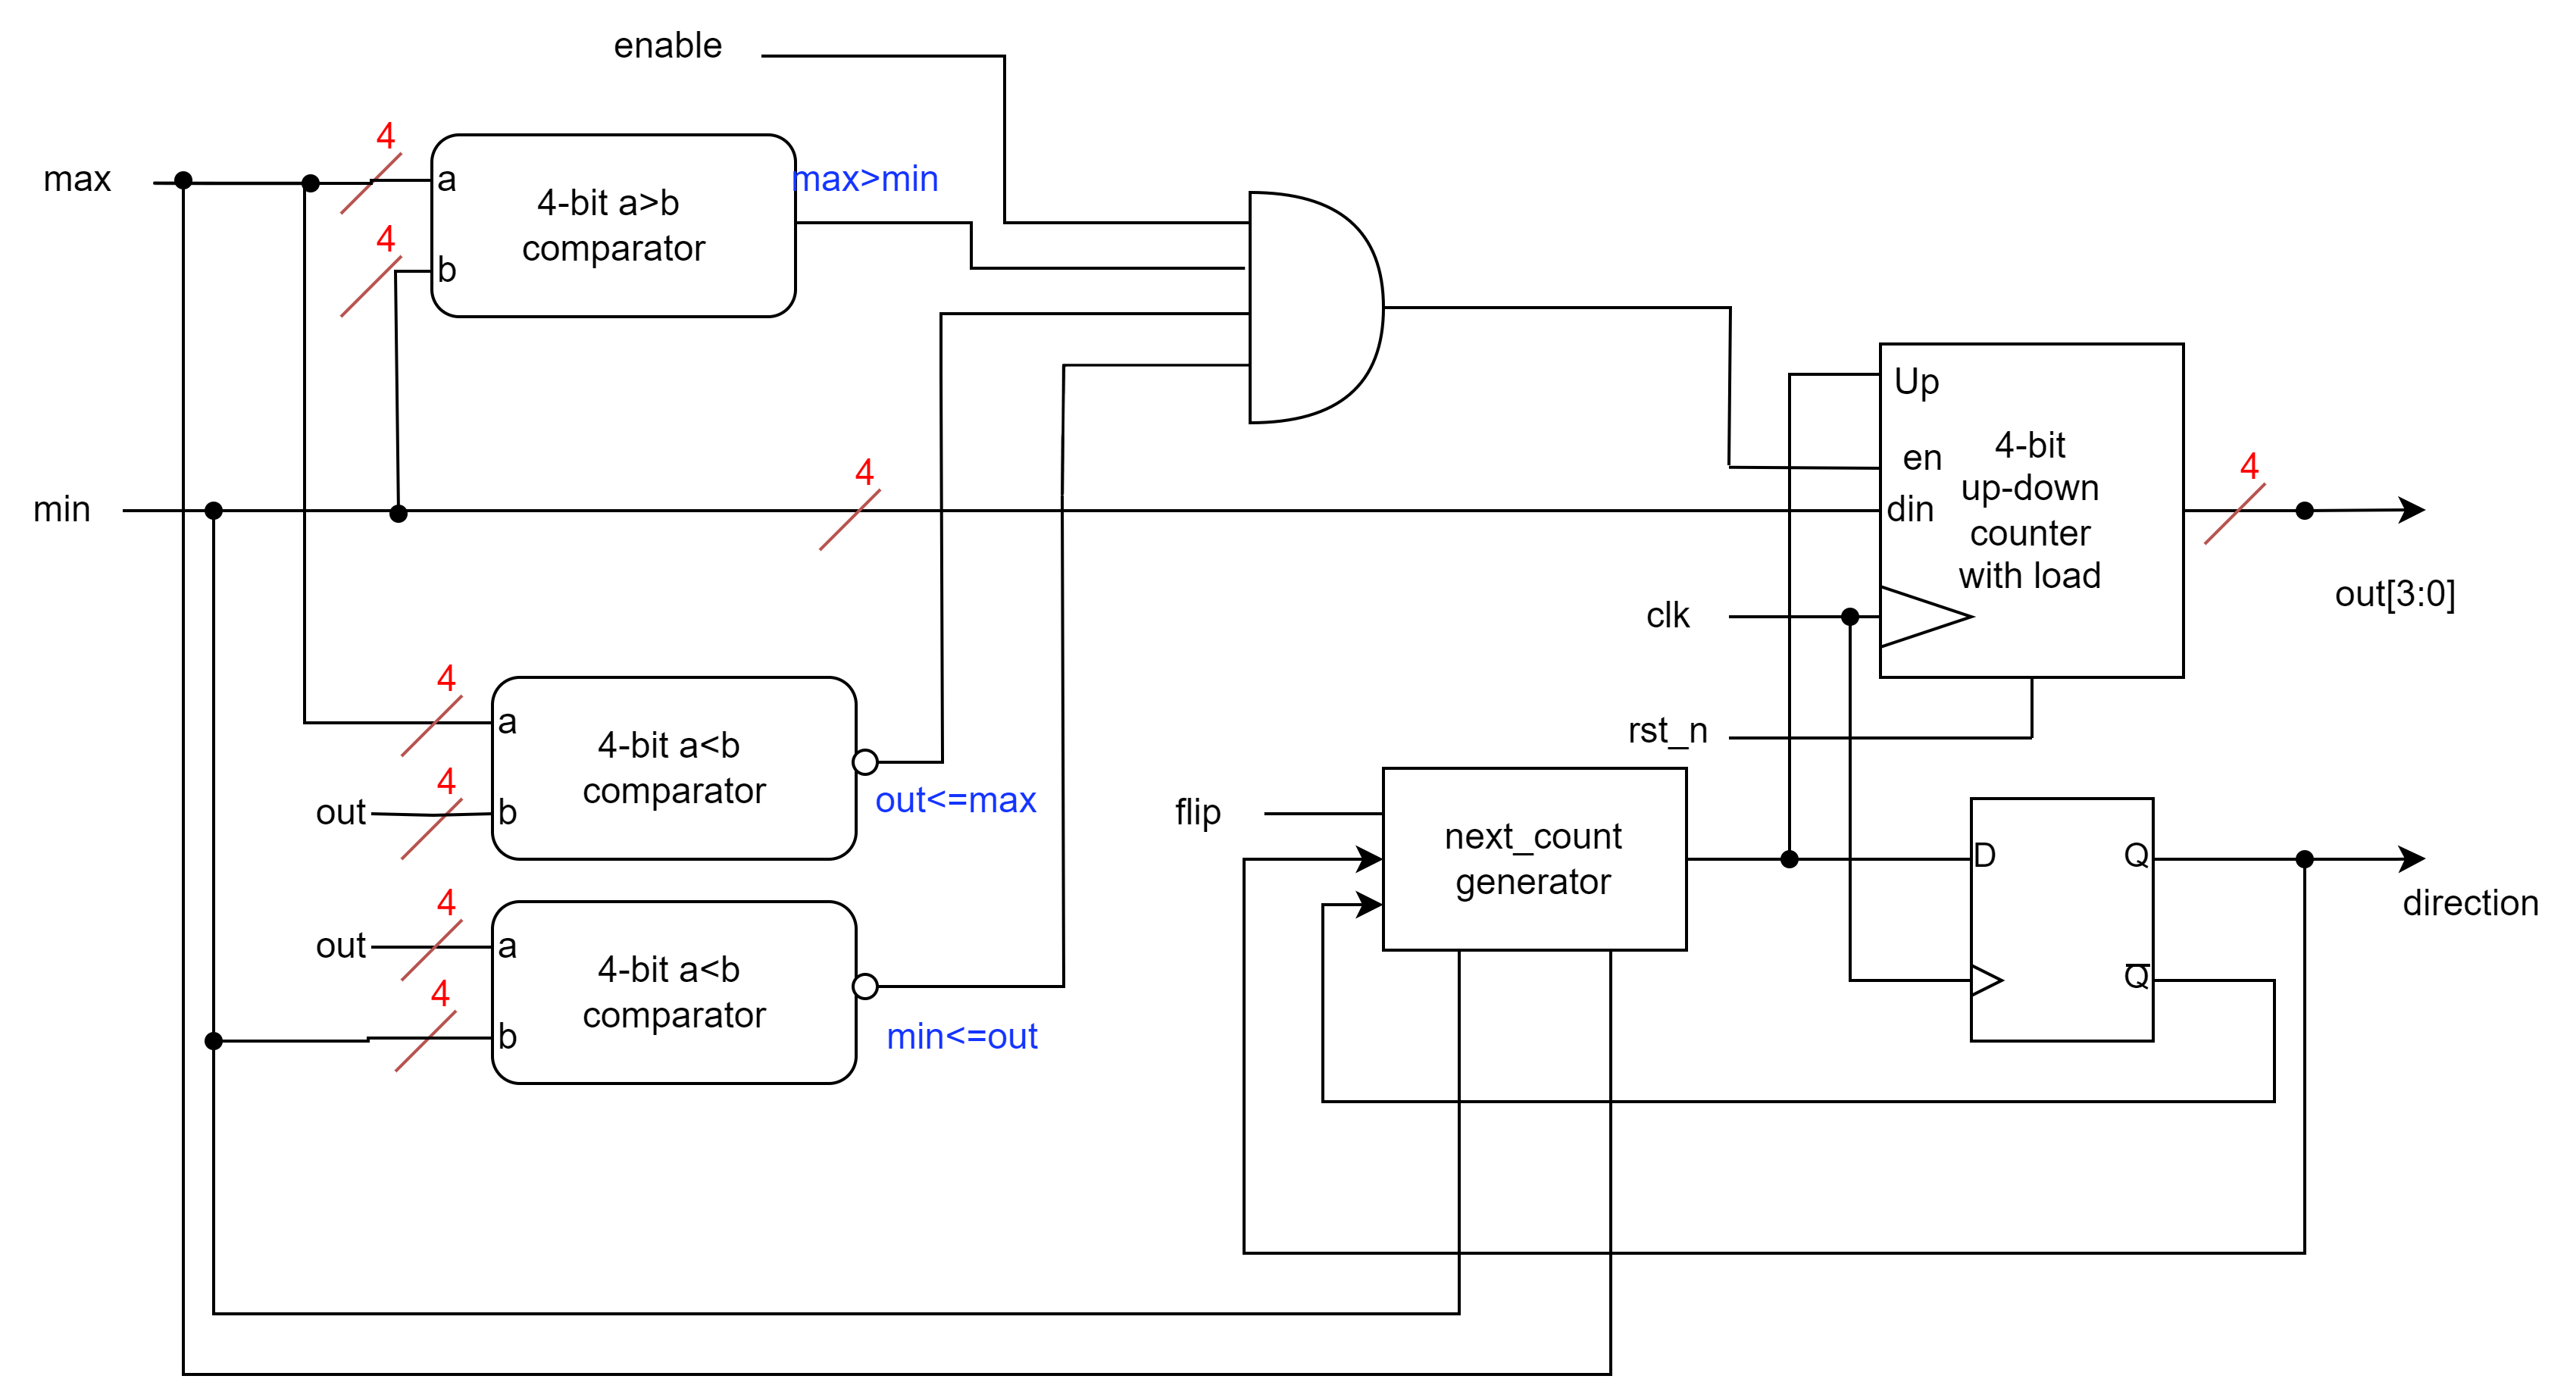 enable
4
max
a
4-bit a>b
comparator
max>min
4
b
Up
4
min
en
din
4-bit
up-down
counter
with load
4
out[3:0]
clk
4
a
4-bit a<b
comparator
rst_n
4
out
b
out<=max
flip
next_count
generator
D
Q
direction
4
out
a
4-bit a<b
comparator
4
b
min<=out
Q